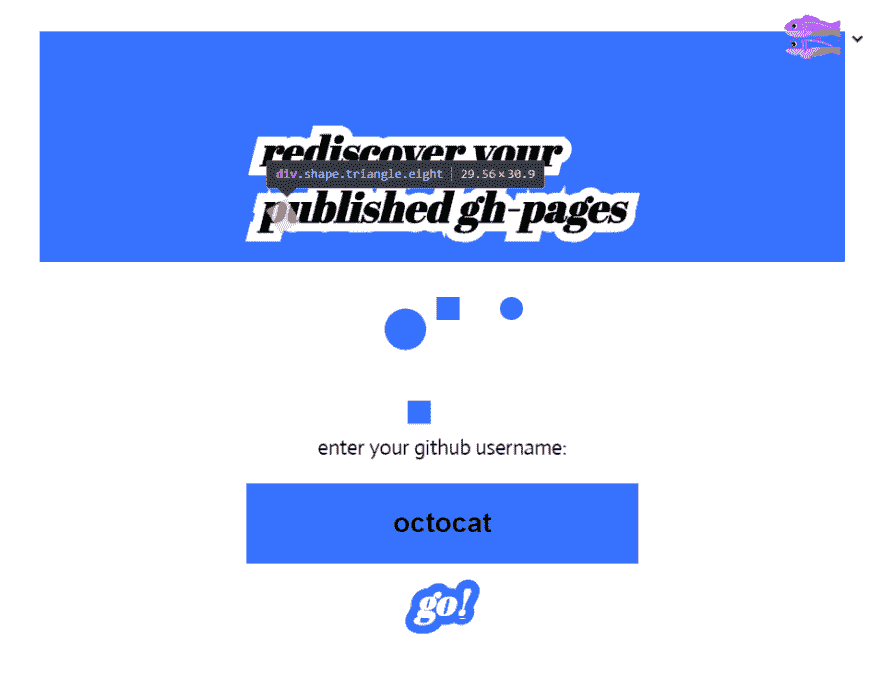 rediscover your
div.shape.triangle.eight | 29.56×30.9
published gh-pages
enter your github username:
octocat
go!